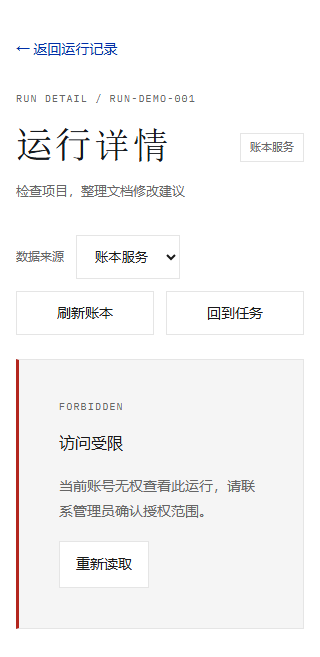 ← 返回运行记录
RUN DETAIL / RUN-DEMO-001
运行详情
账本服务
检查项目，整理文档修改建议
数据来源
账本服务
刷新账本
回到任务
FORBIDDEN
访问受限
当前账号无权查看此运行，请联
系管理员确认授权范围。
重新读取